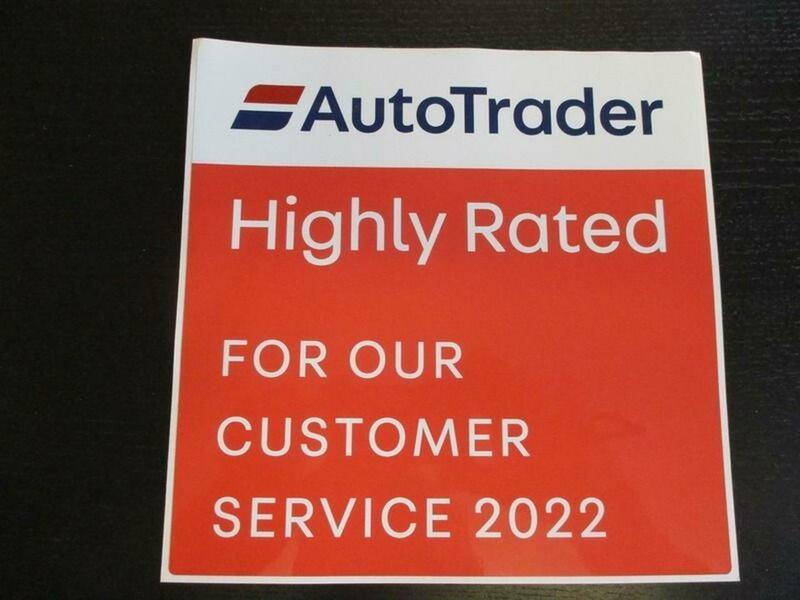 AutoTrader
Highly Rated
FOR OUR
CUSTOMER
SERVICE 2022